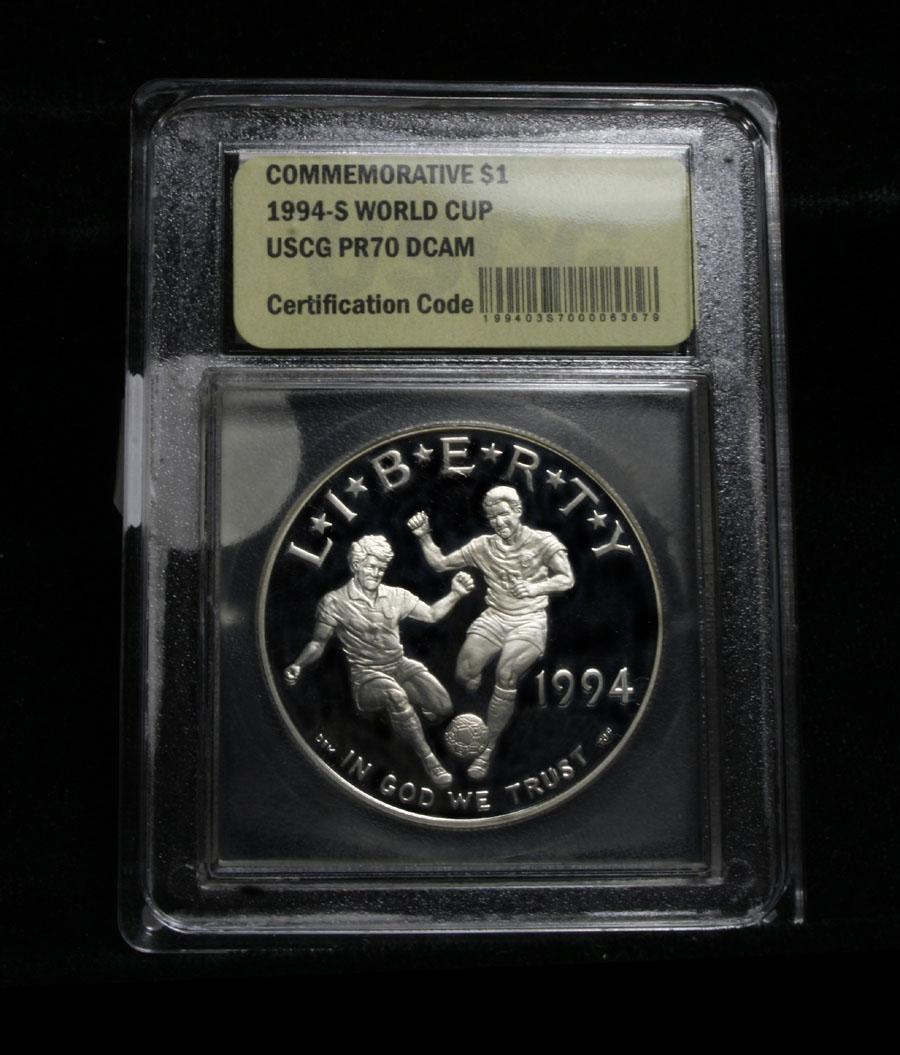 COMMEMORATIVE $1
1994-S WORLD CUP
USCG PR70 DCAM
Certification Code
199403S7000063679
L★I★B★E★R★T★Y
1994
IN GOD WE TRUST